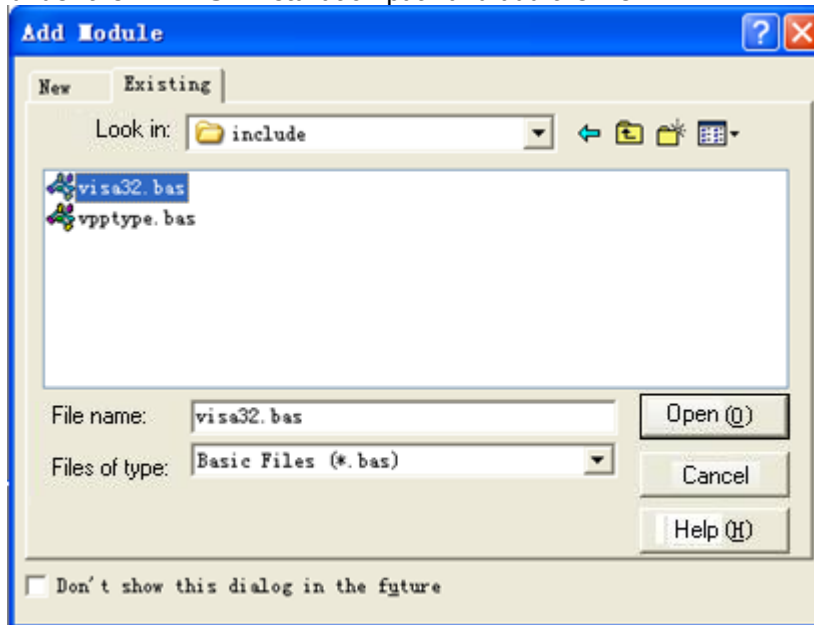 Add Module
New Existing
Look in: include
visa32.bas
vpptype.bas
File name: visa32.bas Open (O)
Files of type: Basic Files (*.bas) Cancel
Help (H)
Don't show this dialog in the future